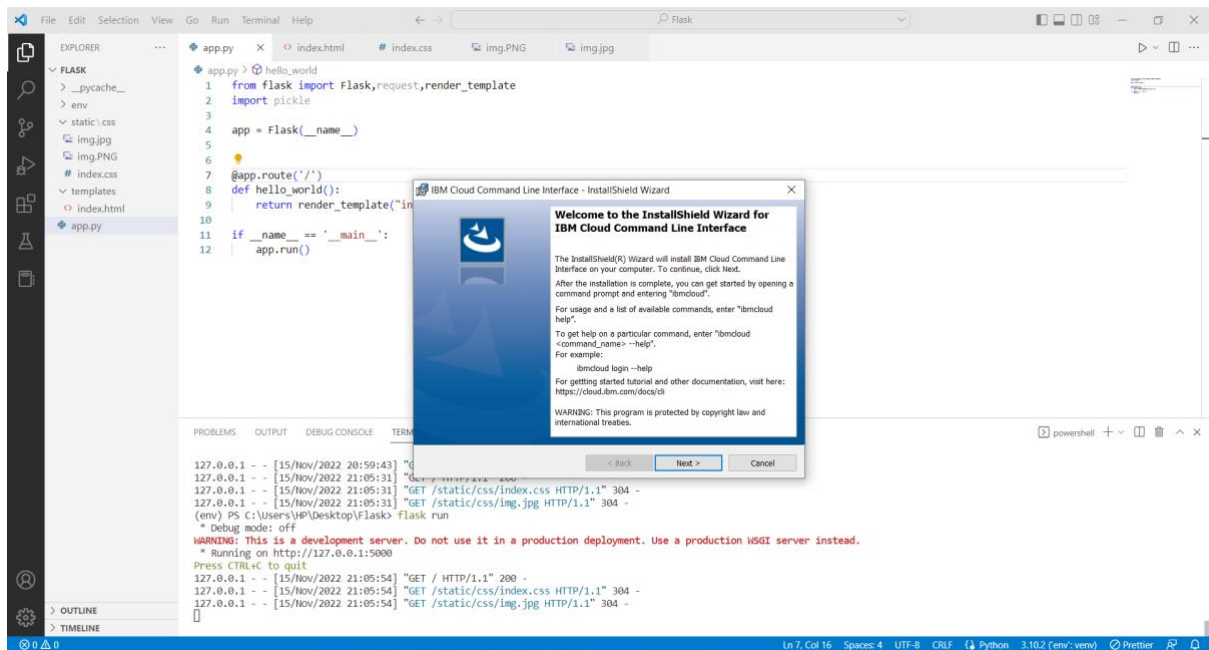 File Edit Selection View Go Run Terminal Help
Flask
EXPLORER
app.py
index.html
# index.css
img.PNG
img.jpg
FLASK
__pycache__
env
static\css
img.jpg
img.PNG
# index.css
templates
index.html
app.py
app.py > hello_world
1 from flask import Flask,request,render_template
2 import pickle
3
4 app = Flask(__name__)
5
6
7 @app.route('/')
8 def hello_world():
9 return render_template("in
10
11 if __name__ == '__main__':
12 app.run()
IBM Cloud Command Line Interface - InstallShield Wizard
Welcome to the InstallShield Wizard for
IBM Cloud Command Line Interface
The InstallShield(R) Wizard will install IBM Cloud Command Line
Interface on your computer. To continue, click Next.
After the installation is complete, you can get started by opening a
command prompt and entering "ibmcloud".
For usage and a list of available commands, enter "ibmcloud
help".
To get help on a particular command, enter "ibmcloud
<command_name> --help".
For example:
ibmcloud login --help
For gettting started tutorial and other documentation, visit here:
https://cloud.ibm.com/docs/cli
WARNING: This program is protected by copyright law and
international treaties.
< Back Next > Cancel
PROBLEMS OUTPUT DEBUG CONSOLE TERM
powershell
127.0.0.1 - - [15/Nov/2022 20:59:43] "G
127.0.0.1 - - [15/Nov/2022 21:05:31] "GET / HTTP/1.1" 200 -
127.0.0.1 - - [15/Nov/2022 21:05:31] "GET /static/css/index.css HTTP/1.1" 304 -
127.0.0.1 - - [15/Nov/2022 21:05:31] "GET /static/css/img.jpg HTTP/1.1" 304 -
(env) PS C:\Users\HP\Desktop\Flask> flask run
* Debug mode: off
WARNING: This is a development server. Do not use it in a production deployment. Use a production WSGI server instead.
* Running on http://127.0.0.1:5000
Press CTRL+C to quit
127.0.0.1 - - [15/Nov/2022 21:05:54] "GET / HTTP/1.1" 200 -
127.0.0.1 - - [15/Nov/2022 21:05:54] "GET /static/css/index.css HTTP/1.1" 304 -
127.0.0.1 - - [15/Nov/2022 21:05:54] "GET /static/css/img.jpg HTTP/1.1" 304 -
OUTLINE
TIMELINE
0 0 Ln 7, Col 16 Spaces: 4 UTF-8 CRLF Python 3.10.2 ('env': venv) Prettier